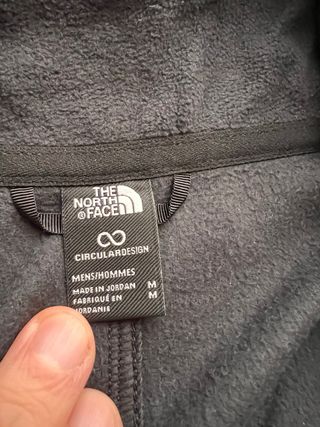 THE
NORTH
®FACE
CIRCULARDESIGN
MENS/HOMMES
MADE IN JORDAN M
FABRIQUÉ EN M
JORDANIE